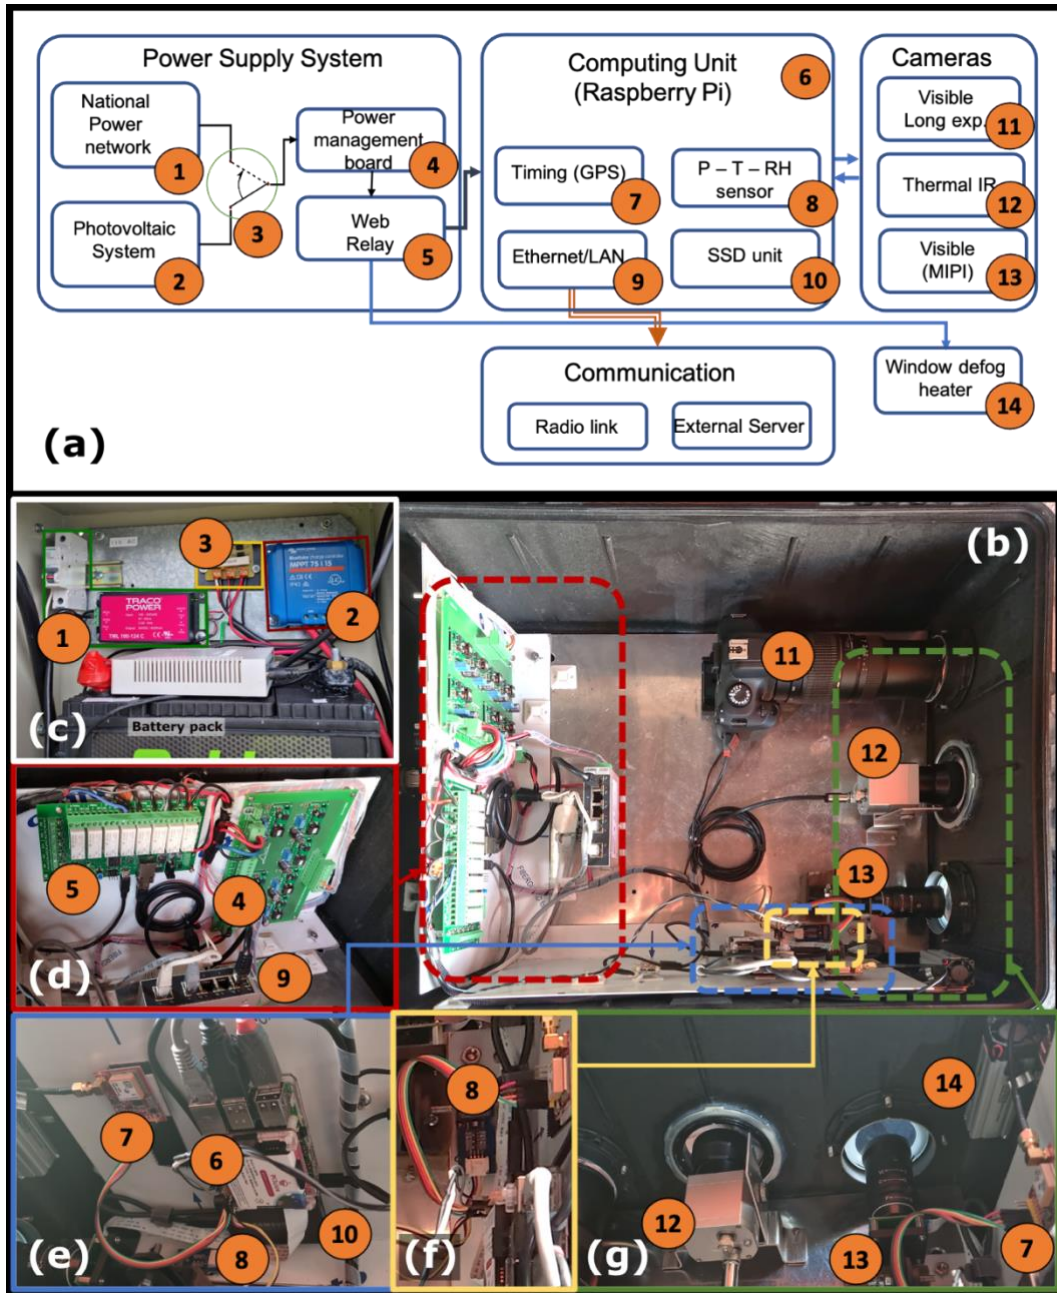 Power Supply System
National
Power
network
1
Photovoltaic
System
2
3
Power
management
board
4
Web
Relay
5
Computing Unit
(Raspberry Pi)
6
Timing (GPS)
7
P – T – RH
sensor
8
Ethernet/LAN
9
SSD unit
10
Cameras
Visible
Long exp.
11
Thermal IR
12
Visible
(MIPI)
13
Window defog
heater
14
Communication
Radio link
External Server
(a)
(b)
11
12
13
3
1
2
TRACO
POWER
MPPT 75 | 15
Battery pack
(c)
5
4
9
(d)
7
6
8
10
(e)
8
(f)
14
12
13
7
(g)